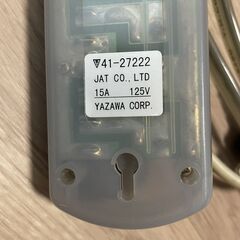 41-27222
JAT CO.,LTD
15A 125V
YAZAWA CORP.